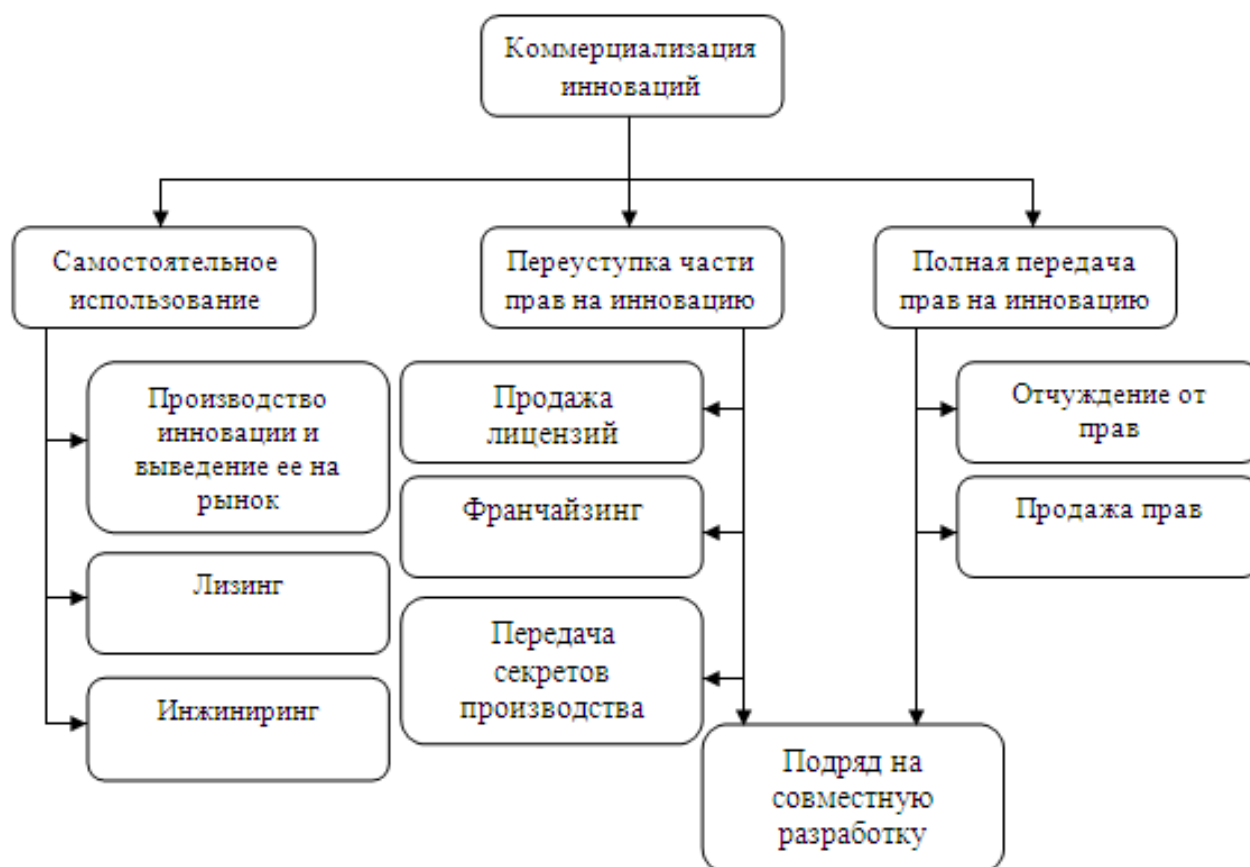 Коммерциализация
инноваций
Самостоятельное
использование
Переуступка части
прав на инновацию
Полная передача
прав на инновацию
Производство
инновации и
выведение ее на
рынок
Лизинг
Инжиниринг
Продажа
лицензий
Франчайзинг
Передача
секретов
производства
Отчуждение от
прав
Продажа прав
Подряд на
совместную
разработку